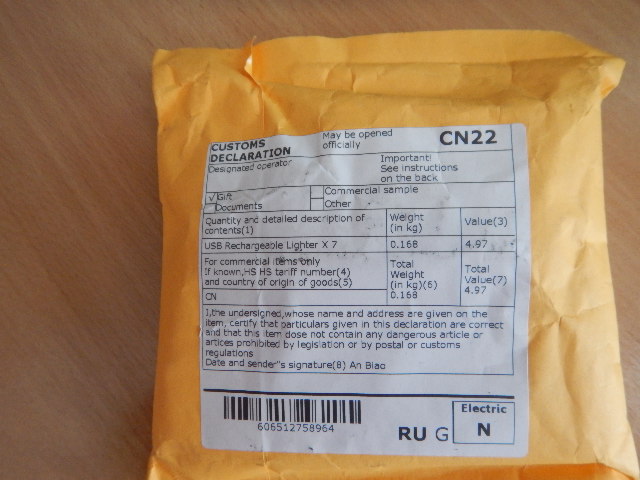 CUSTOMS DECLARATION
May be opened officially
CN22
Designated operator
Important!
See instructions
on the back
√ Gift
Commercial sample
Documents
Other
Quantity and detailed description of
contents(1)
Weight
(in kg)
Value(3)
USB Rechargeable Lighter X 7
0.168
4.97
For commercial items only
If known,HS HS tariff number(4)
and country of origin of goods(5)
Total
Weight
(in kg)(6)
0.168
Total
Value(7)
4.97
CN
I,the undersigned,whose name and address are given on the
item, certify that particulars given in this declaration are correct
and that this item dose not contain any dangerous article or
artices prohibited by legislation or by postal or customs
regulations
Date and sender"s signature(8) An Biao
606512758964
RU G
Electric
N